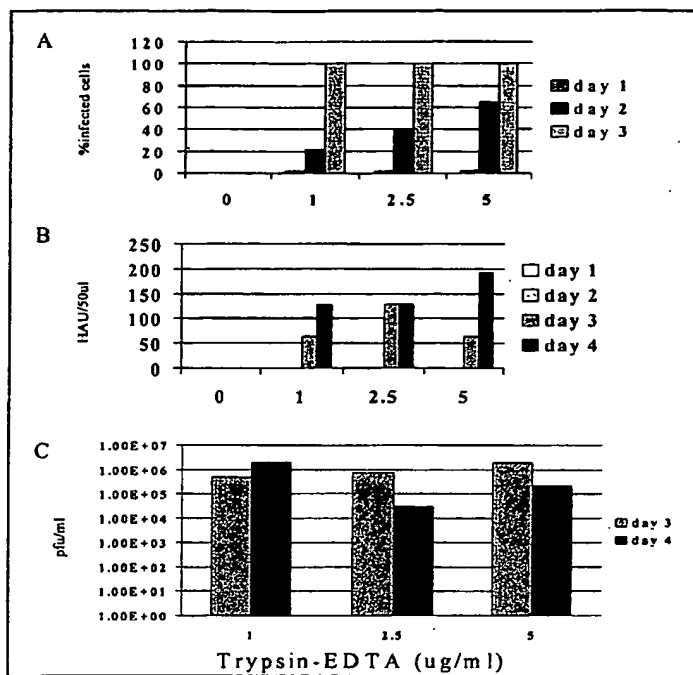 A
%infected cells
120
100
80
60
40
20
0
0 1 2.5 5
day 1
day 2
day 3
B
HAU/50ul
250
200
150
100
50
0
0 1 2.5 5
day 1
day 2
day 3
day 4
C
pfu/ml
1.00E+07
1.00E+06
1.00E+05
1.00E+04
1.00E+03
1.00E+02
1.00E+01
1.00E+00
1 2.5 5
day 3
day 4
Trypsin-EDTA (ug/ml)